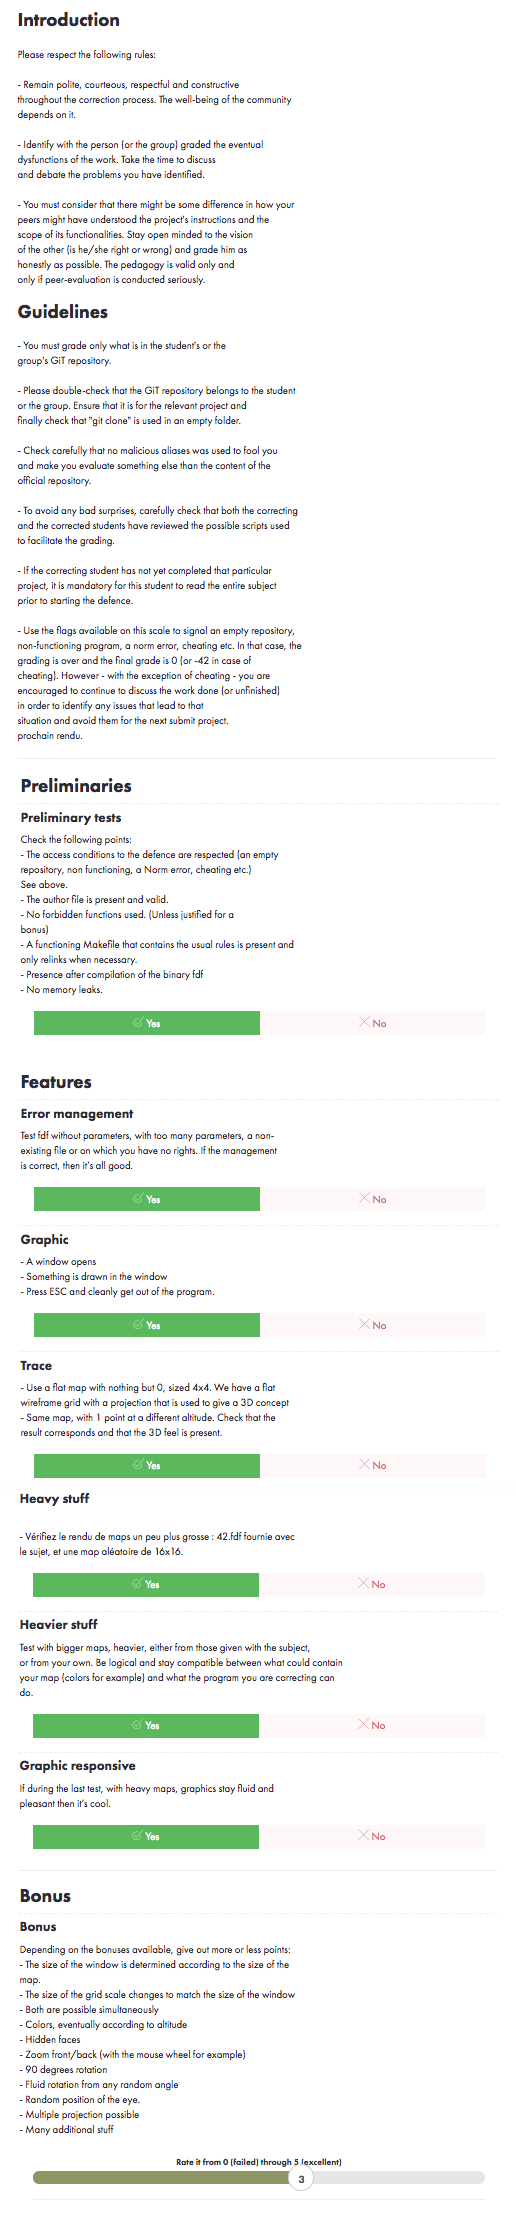 Introduction
Please respect the following rules:
- Remain polite, courteous, respectful and constructive
throughout the correction process. The well-being of the community
depends on it.
- Identify with the person (or the group) graded the eventual
dysfunctions of the work. Take the time to discuss
and debate the problems you have identified.
- You must consider that there might be some difference in how your
peers might have understood the project's instructions and the
scope of its functionalities. Stay open minded to the vision
of the other (is he/she right or wrong) and grade him as
honestly as possible. The pedagogy is valid only and
only if peer-evaluation is conducted seriously.
Guidelines
- You must grade only what is in the student's or the
group's GiT repository.
- Please double-check that the GiT repository belongs to the student
or the group. Ensure that it is for the relevant project and
finally check that "git clone" is used in an empty folder.
- Check carefully that no malicious aliases was used to fool you
and make you evaluate something else than the content of the
official repository.
- To avoid any bad surprises, carefully check that both the correcting
and the corrected students have reviewed the possible scripts used
to facilitate the grading.
- If the correcting student has not yet completed that particular
project, it is mandatory for this student to read the entire subject
prior to starting the defence.
- Use the flags available on this scale to signal an empty repository,
non-functioning program, a norm error, cheating etc. In that case, the
grading is over and the final grade is 0 (or -42 in case of
cheating). However - with the exception of cheating - you are
encouraged to continue to discuss the work done (or unfinished)
in order to identify any issues that lead to that
situation and avoid them for the next submit project.
prochain rendu.
Preliminaries
Preliminary tests
Check the following points:
- The access conditions to the defence are respected (an empty
repository, non functioning, a Norm error, cheating etc.)
See above.
- The author file is present and valid.
- No forbidden functions used. (Unless justified for a
bonus)
- A functioning Makefile that contains the usual rules is present and
only relinks when necessary.
- Presence after compilation of the binary fdf
- No memory leaks.
Yes No
Features
Error management
Test fdf without parameters, with too many parameters, a non-
existing file or on which you have no rights. If the management
is correct, then it's all good.
Yes No
Graphic
- A window opens
- Something is drawn in the window
- Press ESC and cleanly get out of the program.
Yes No
Trace
- Use a flat map with nothing but 0, sized 4x4. We have a flat
wireframe grid with a projection that is used to give a 3D concept
- Same map, with 1 point at a different altitude. Check that the
result corresponds and that the 3D feel is present.
Yes No
Heavy stuff
- Vérifiez le rendu de maps un peu plus grosse : 42.fdf fournie avec
le sujet, et une map aléatoire de 16x16.
Yes No
Heavier stuff
Test with bigger maps, heavier, either from those given with the subject,
or from your own. Be logical and stay compatible between what could contain
your map (colors for example) and what the program you are correcting can
do.
Yes No
Graphic responsive
If during the last test, with heavy maps, graphics stay fluid and
pleasant then it's cool.
Yes No
Bonus
Bonus
Depending on the bonuses available, give out more or less points:
- The size of the window is determined according to the size of the
map.
- The size of the grid scale changes to match the size of the window
- Both are possible simultaneously
- Colors, eventually according to altitude
- Hidden faces
- Zoom front/back (with the mouse wheel for example)
- 90 degrees rotation
- Fluid rotation from any random angle
- Random position of the eye.
- Multiple projection possible
- Many additional stuff
Rate it from 0 (failed) through 5 (excellent)
3